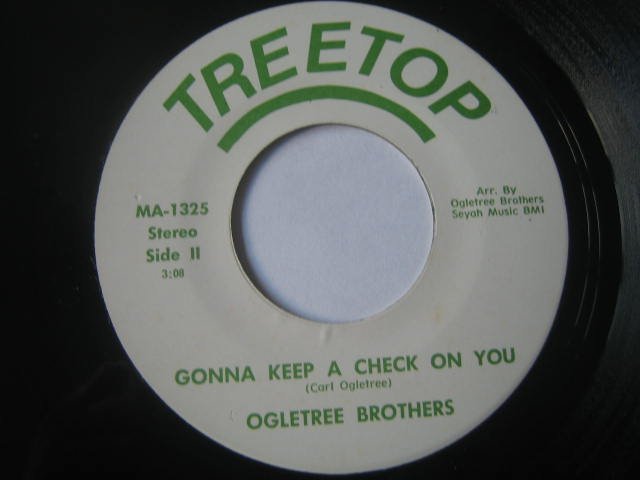 TREETOP
MA-1325
Stereo
Side II
3:08
Arr. By
Ogletree Brothers
Seyah Music BMI
GONNA KEEP A CHECK ON YOU
(Carl Ogletree)
OGLETREE BROTHERS